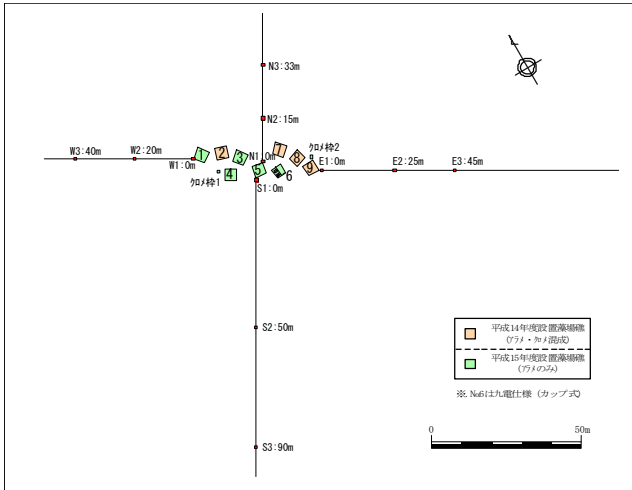 N3:33m
N2:15m
W3:40m
W2:20m
W1:0m
1
2
3
4
5
6
7
8
9
N1:0m
S1:0m
ｸﾛﾒ枠1
ｸﾛﾒ枠2
E1:0m
E2:25m
E3:45m
S2:50m
S3:90m
平成14年度設置藻場礁
(ｱﾗﾒ・ｸﾛﾒ混成)
平成15年度設置藻場礁
(ｱﾗﾒのみ)
※ No6は九電仕様（カップ式）
0
50m